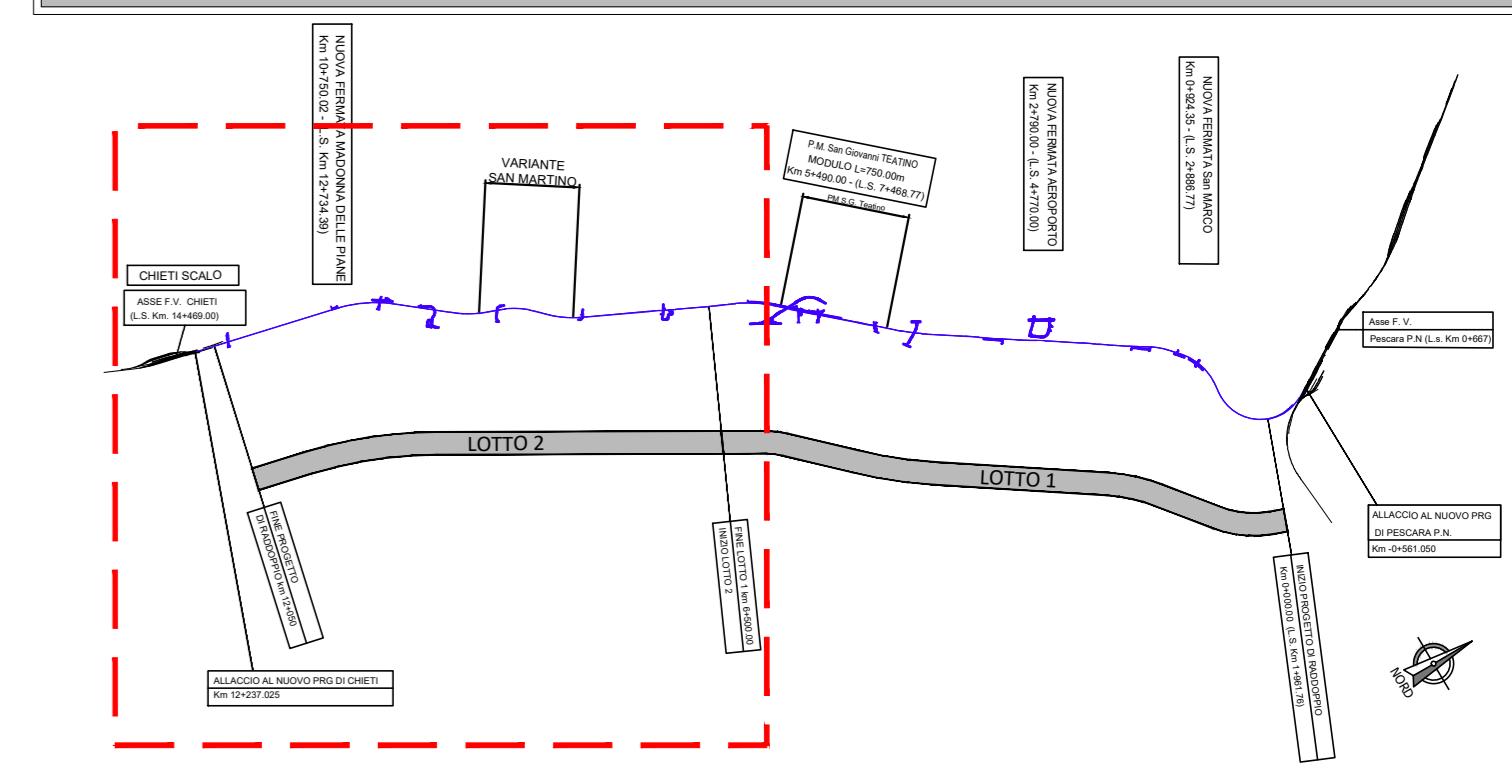 NUOVA FERMATA MADONNA DELLE PIANE
Km 10+750.02 - (L.S. Km 12+734.39)
VARIANTE
SAN MARTINO
P.M. San Giovanni TEATINO
MODULO L=750.00m
Km 5+490.00 - (L.S. 7+468.77)
PM.S.G. Teatino
NUOVA FERMATA AEROPORTO
Km 2+790.00 - (L.S. 4+770.00)
NUOVA FERMATA San MARCO
Km 0+924.35 - (L.S. 2+886.77)
CHIETI SCALO
ASSE F.V. CHIETI
(L.S. Km. 14+469.00)
Asse F. V.
Pescara P.N (L.s. Km 0+667)
LOTTO 2
LOTTO 1
FINE PROGETTO
DI RADDOPPIO km 12+050
FINE LOTTO 1 km 6+500.00
INIZIO LOTTO 2
INIZIO PROGETTO DI RADDOPPIO
Km 0+000.00 (L.S. Km 1+961.76)
ALLACCIO AL NUOVO PRG
DI PESCARA P.N.
Km -0+561.050
ALLACCIO AL NUOVO PRG DI CHIETI
Km 12+237.025
NORD